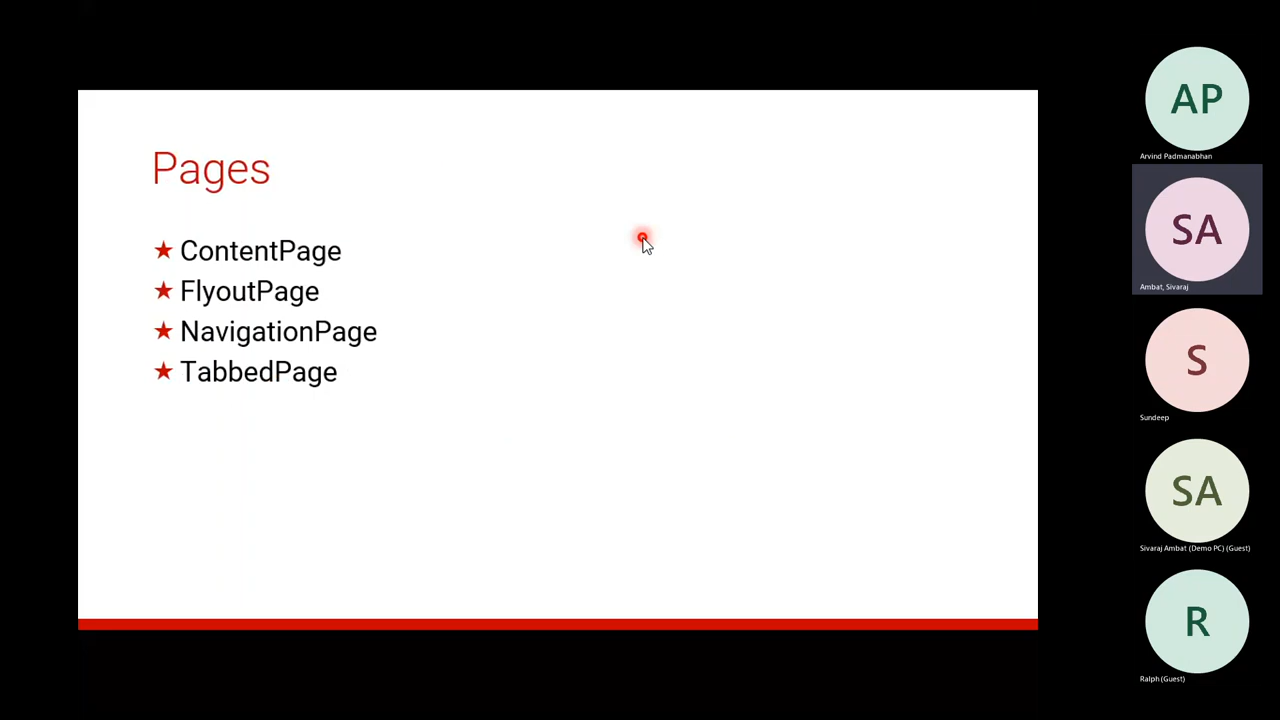 Pages
★ ContentPage
★ FlyoutPage
★ NavigationPage
★ TabbedPage
AP
Arvind Padmanabhan
SA
Ambat, Sivaraj
S
Sundeep
SA
Sivaraj Ambat (Demo PC) (Guest)
R
Ralph (Guest)